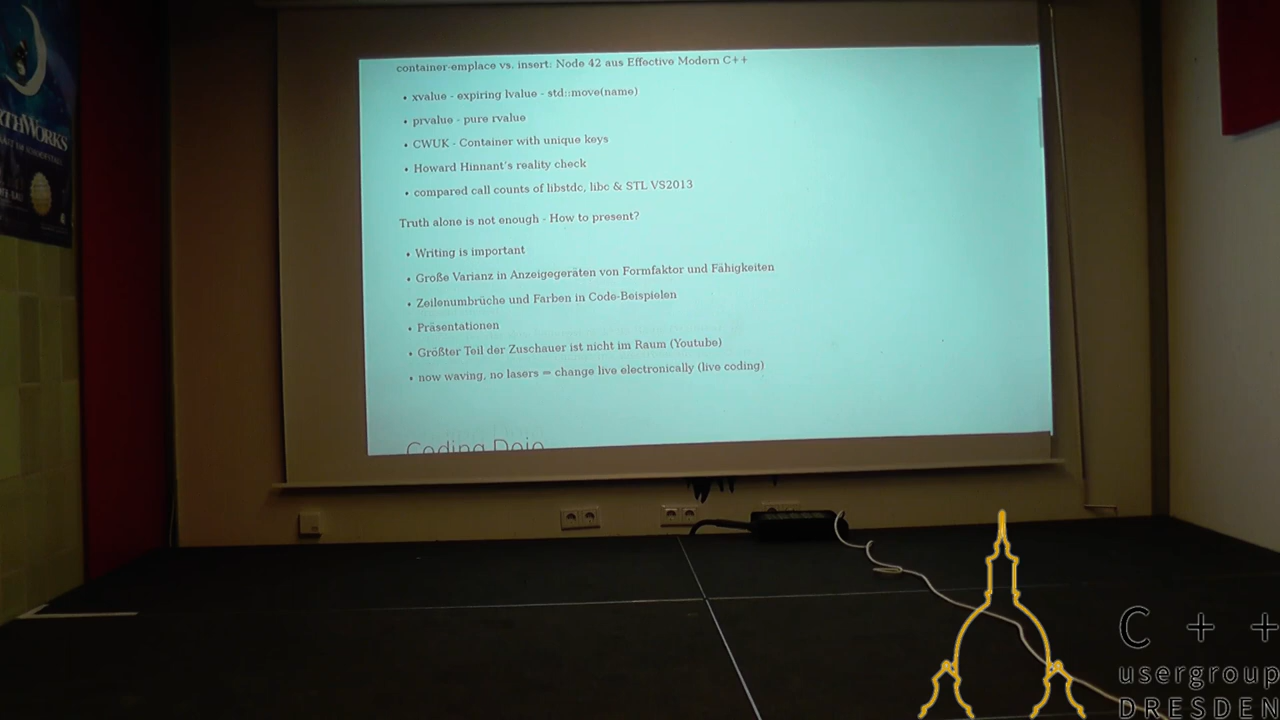 container-emplace vs. insert: Node 42 aus Effective Modern C++
• xvalue - expiring lvalue - std::move(name)
• prvalue - pure rvalue
• CWUK - Container with unique keys
• Howard Hinnant's reality check
• compared call counts of libstdc, libc & STL VS2013
Truth alone is not enough - How to present?
• Writing is important
• Große Varianz in Anzeigegeräten von Formfaktor und Fähigkeiten
• Zeilenumbrüche und Farben in Code-Beispielen
• Präsentationen
• Größter Teil der Zuschauer ist nicht im Raum (Youtube)
• now waving, no lasers = change live electronically (live coding)
Coding Dojo
RTHWORKS
C++
usergroup
DRESDEN